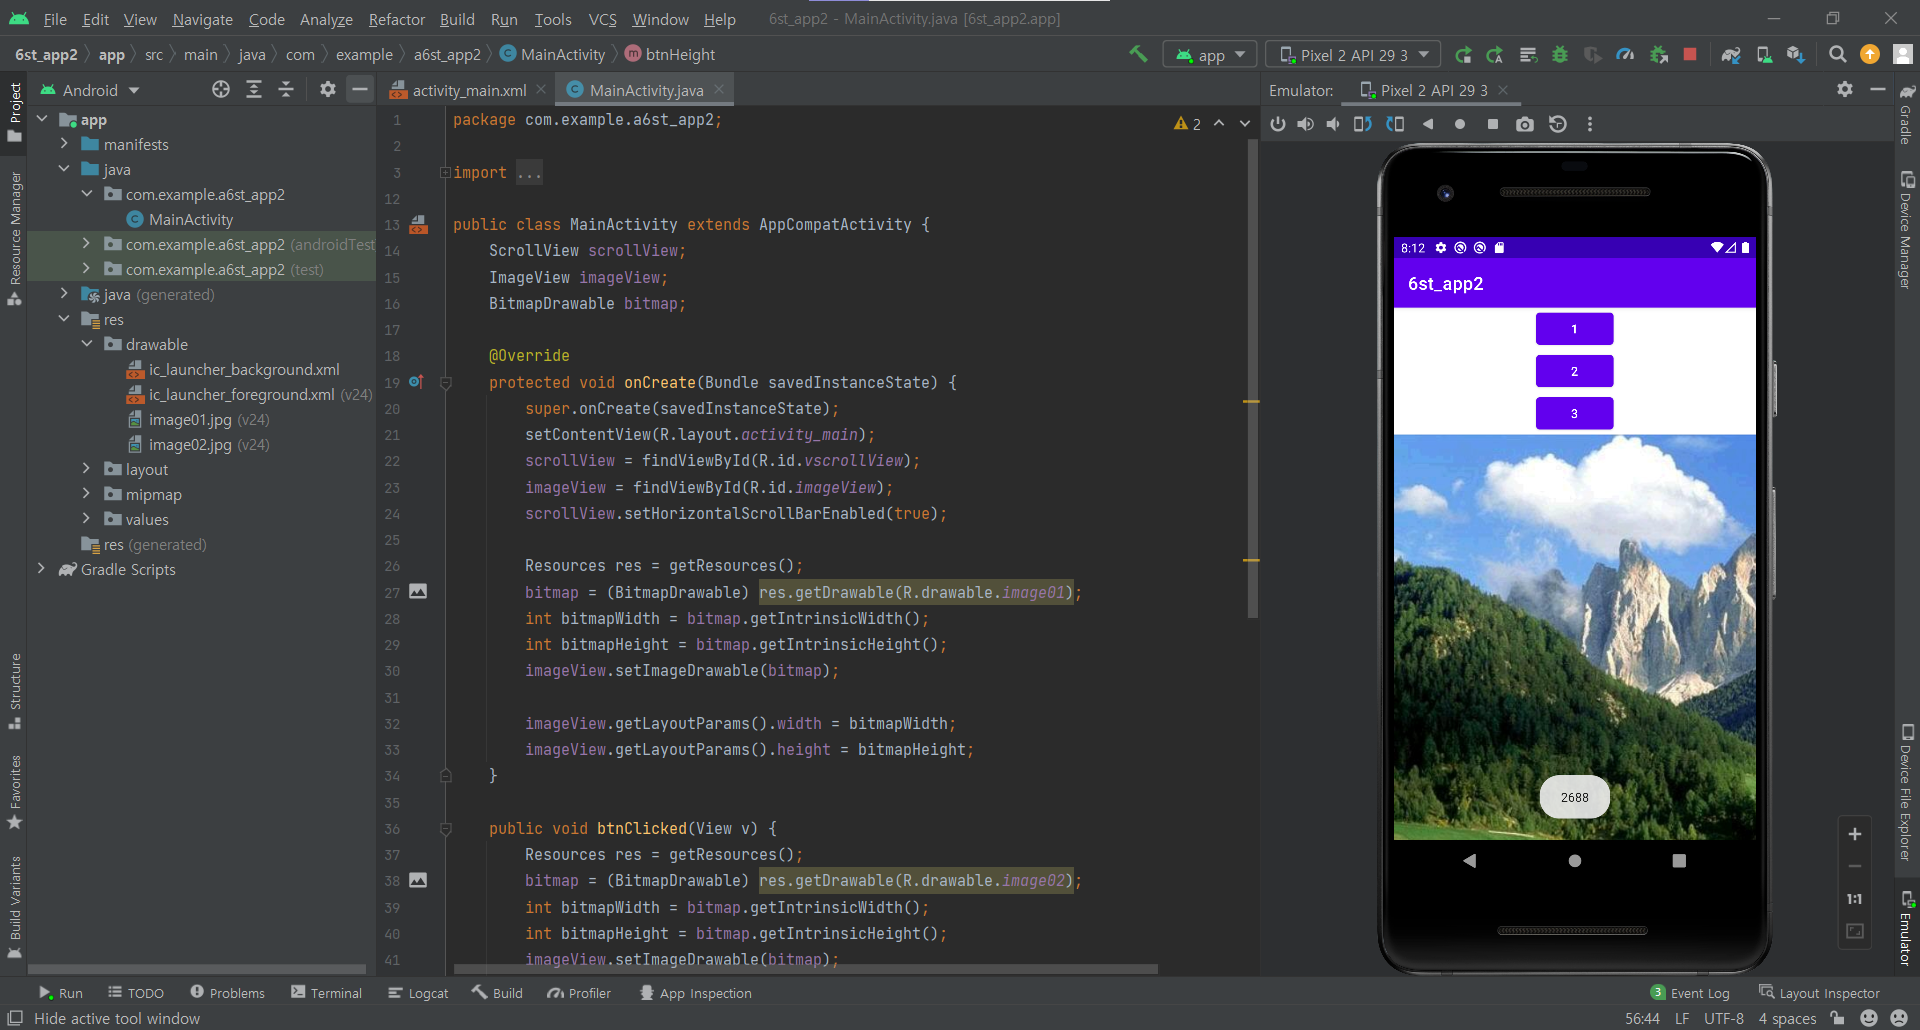 File Edit View Navigate Code Analyze Refactor Build Run Tools VCS Window Help 6st_app2 - MainActivity.java [6st_app2.app]
6st_app2 app src main java com example a6st_app2 MainActivity btnHeight app Pixel 2 API 29 3
Project
Resource Manager
Structure
Favorites
Build Variants
Android
app
manifests
java
com.example.a6st_app2
MainActivity
com.example.a6st_app2 (androidTest
com.example.a6st_app2 (test)
java (generated)
res
drawable
ic_launcher_background.xml
ic_launcher_foreground.xml (v24)
image01.jpg (v24)
image02.jpg (v24)
layout
mipmap
values
res (generated)
Gradle Scripts
activity_main.xml MainActivity.java
2
1 package com.example.a6st_app2;
2
3 import ...
12
13 public class MainActivity extends AppCompatActivity {
14 ScrollView scrollView;
15 ImageView imageView;
16 BitmapDrawable bitmap;
17
18 @Override
19 protected void onCreate(Bundle savedInstanceState) {
20 super.onCreate(savedInstanceState);
21 setContentView(R.layout.activity_main);
22 scrollView = findViewById(R.id.vscrollView);
23 imageView = findViewById(R.id.imageView);
24 scrollView.setHorizontalScrollBarEnabled(true);
25
26 Resources res = getResources();
27 bitmap = (BitmapDrawable) res.getDrawable(R.drawable.image01);
28 int bitmapWidth = bitmap.getIntrinsicWidth();
29 int bitmapHeight = bitmap.getIntrinsicHeight();
30 imageView.setImageDrawable(bitmap);
31
32 imageView.getLayoutParams().width = bitmapWidth;
33 imageView.getLayoutParams().height = bitmapHeight;
34 }
35
36 public void btnClicked(View v) {
37 Resources res = getResources();
38 bitmap = (BitmapDrawable) res.getDrawable(R.drawable.image02);
39 int bitmapWidth = bitmap.getIntrinsicWidth();
40 int bitmapHeight = bitmap.getIntrinsicHeight();
41 imageView.setImageDrawable(bitmap);
Emulator: Pixel 2 API 29 3
8:12
6st_app2
1
2
3
2688
1:1
Gradle
Device Manager
Device File Explorer
Emulator
Run TODO Problems Terminal Logcat Build Profiler App Inspection 3 Event Log Layout Inspector
Hide active tool window 56:44 LF UTF-8 4 spaces